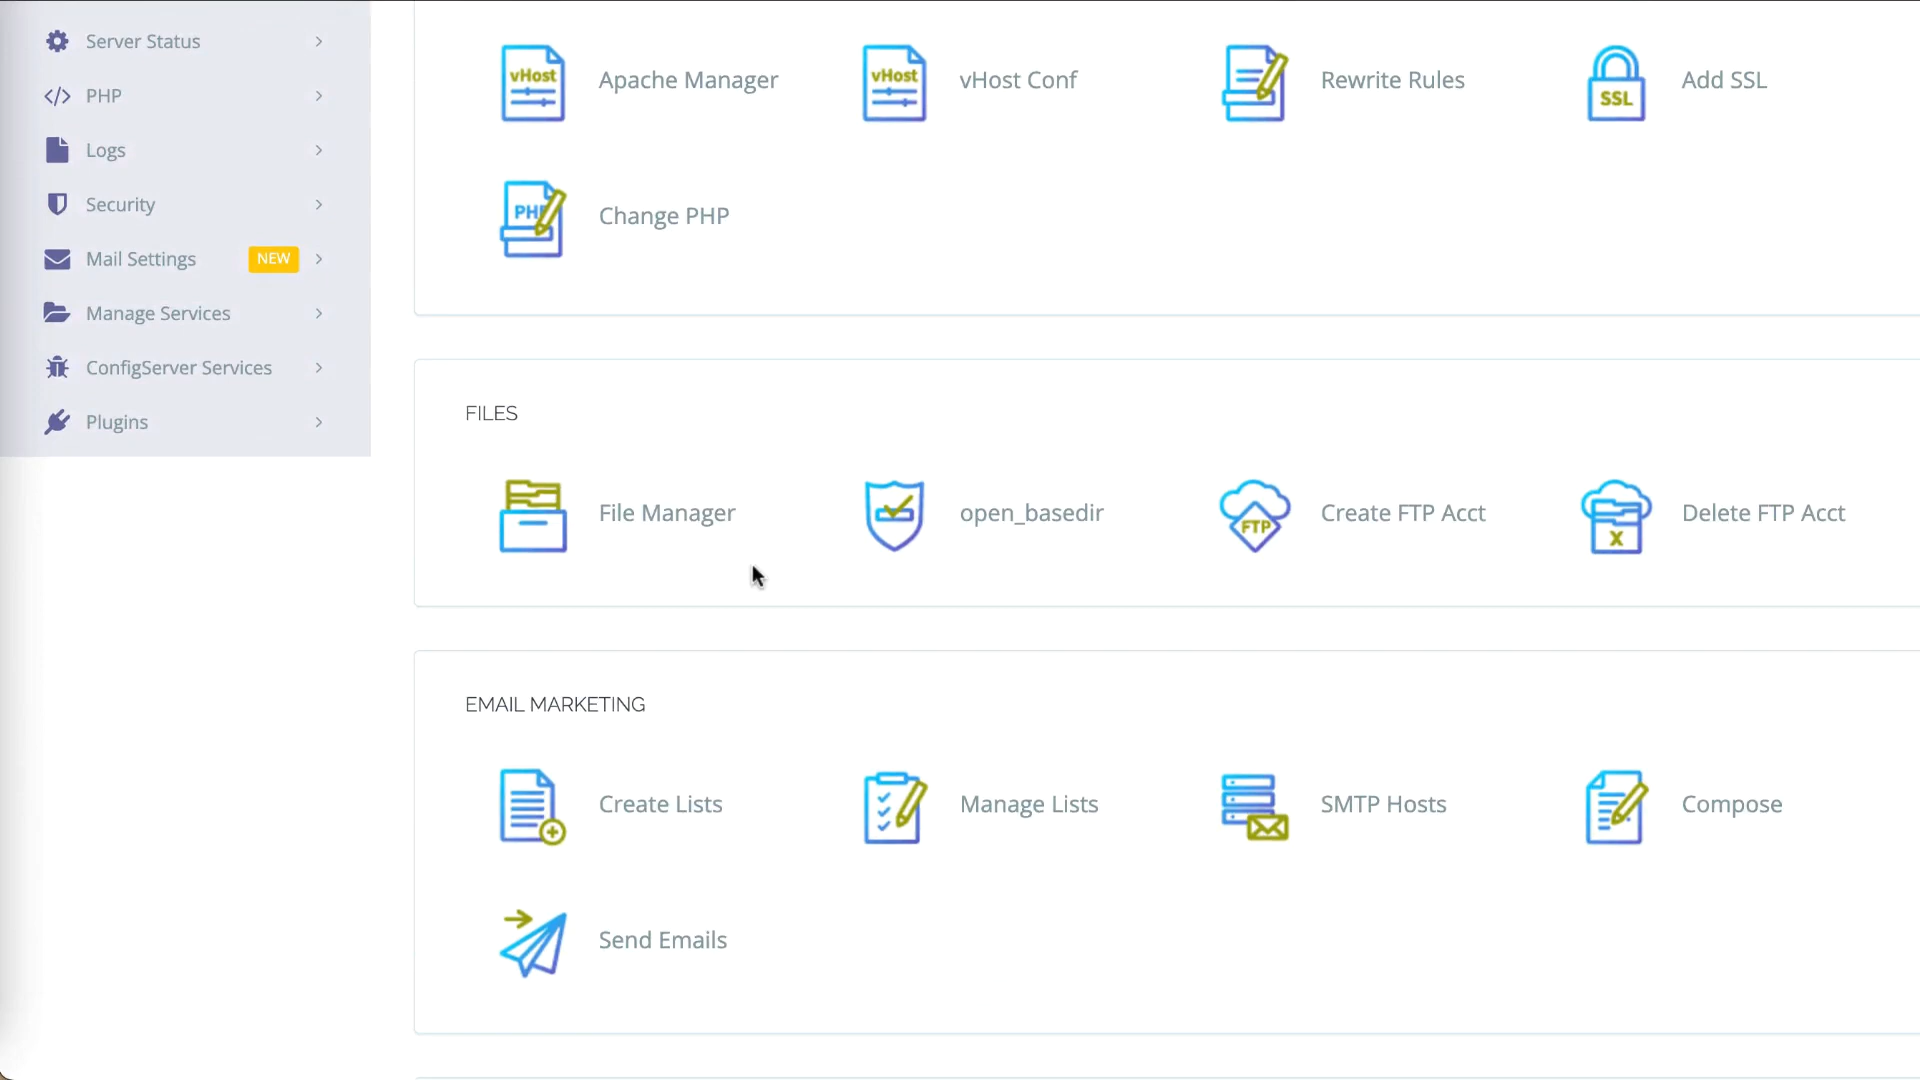 Server Status
PHP
Logs
Security
Mail Settings NEW
Manage Services
ConfigServer Services
Plugins
vHost Apache Manager
vHost vHost Conf
Rewrite Rules
SSL Add SSL
PHP Change PHP
FILES
File Manager
open_basedir
FTP Create FTP Acct
X Delete FTP Acct
EMAIL MARKETING
Create Lists
Manage Lists
SMTP Hosts
Compose
Send Emails